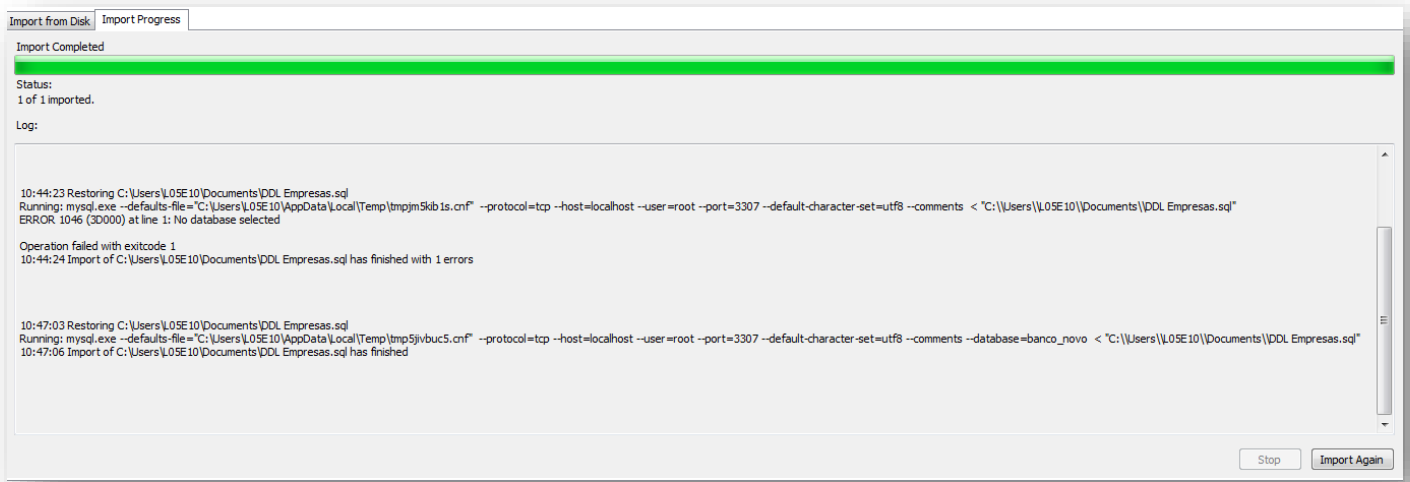 Import from Disk
Import Progress
Import Completed
Status:
1 of 1 imported.
Log:
10:44:23 Restoring C:\Users\L05E10\Documents\DDL Empresas.sql
Running: mysql.exe --defaults-file="C:\Users\L05E10\AppData\Local\Temp\tmpjm5kib1s.cnf"  --protocol=tcp --host=localhost --user=root --port=3307 --default-character-set=utf8 --comments  < "C:\\Users\\L05E10\\Documents\\DDL Empresas.sql"
ERROR 1046 (3D000) at line 1: No database selected
Operation failed with exitcode 1
10:44:24 Import of C:\Users\L05E10\Documents\DDL Empresas.sql has finished with 1 errors
10:47:03 Restoring C:\Users\L05E10\Documents\DDL Empresas.sql
Running: mysql.exe --defaults-file="C:\Users\L05E10\AppData\Local\Temp\tmp5jivbuc5.cnf"  --protocol=tcp --host=localhost --user=root --port=3307 --default-character-set=utf8 --comments --database=banco_novo  < "C:\\Users\\L05E10\\Documents\\DDL Empresas.sql"
10:47:06 Import of C:\Users\L05E10\Documents\DDL Empresas.sql has finished
Stop
Import Again